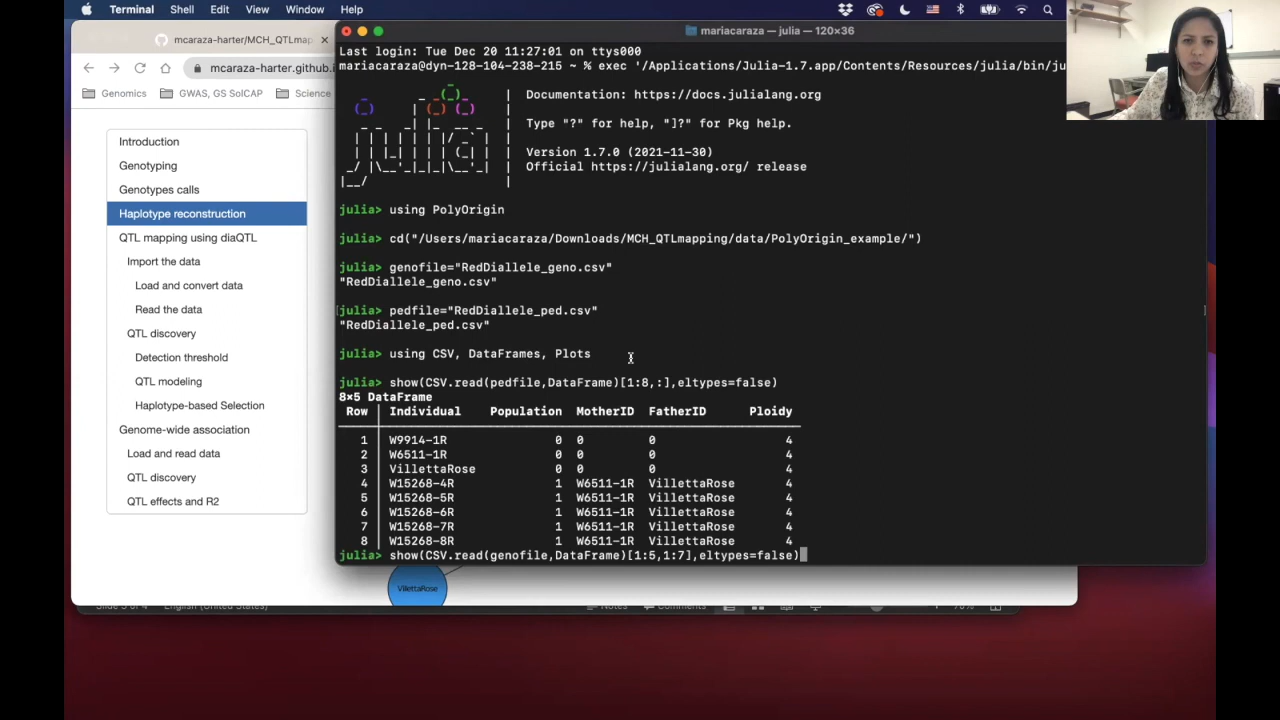 Terminal Shell Edit View Window Help
mcaraza-harter/MCH_QTLmap
mcaraza-harter.github.i
Genomics GWAS, GS SolCAP Science
Introduction
Genotyping
Genotypes calls
Haplotype reconstruction
QTL mapping using diaQTL
Import the data
Load and convert data
Read the data
QTL discovery
Detection threshold
QTL modeling
Haplotype-based Selection
Genome-wide association
Load and read data
QTL discovery
QTL effects and R2
mariacaraza — julia — 120×36
Last login: Tue Dec 20 11:27:01 on ttys000
mariacaraza@dyn-128-104-238-215 ~ % exec '/Applications/Julia-1.7.app/Contents/Resources/julia/bin/ju
Documentation: https://docs.julialang.org
Type "?" for help, "]?" for Pkg help.
Version 1.7.0 (2021-11-30)
Official https://julialang.org/ release
julia> using PolyOrigin
julia> cd("/Users/mariacaraza/Downloads/MCH_QTLmapping/data/PolyOrigin_example/")
julia> genofile="RedDiallele_geno.csv"
"RedDiallele_geno.csv"
julia> pedfile="RedDiallele_ped.csv"
"RedDiallele_ped.csv"
julia> using CSV, DataFrames, Plots
julia> show(CSV.read(pedfile,DataFrame)[1:8,:],eltypes=false)
8×5 DataFrame
Row │ Individual Population MotherID FatherID Ploidy
1 │ W9914-1R 0 0 0 4
2 │ W6511-1R 0 0 0 4
3 │ VillettaRose 0 0 0 4
4 │ W15268-4R 1 W6511-1R VillettaRose 4
5 │ W15268-5R 1 W6511-1R VillettaRose 4
6 │ W15268-6R 1 W6511-1R VillettaRose 4
7 │ W15268-7R 1 W6511-1R VillettaRose 4
8 │ W15268-8R 1 W6511-1R VillettaRose 4
julia> show(CSV.read(genofile,DataFrame)[1:5,1:7],eltypes=false)
VillettaRose
Slide 3 of 4 English (United States) Notes Comments 78%